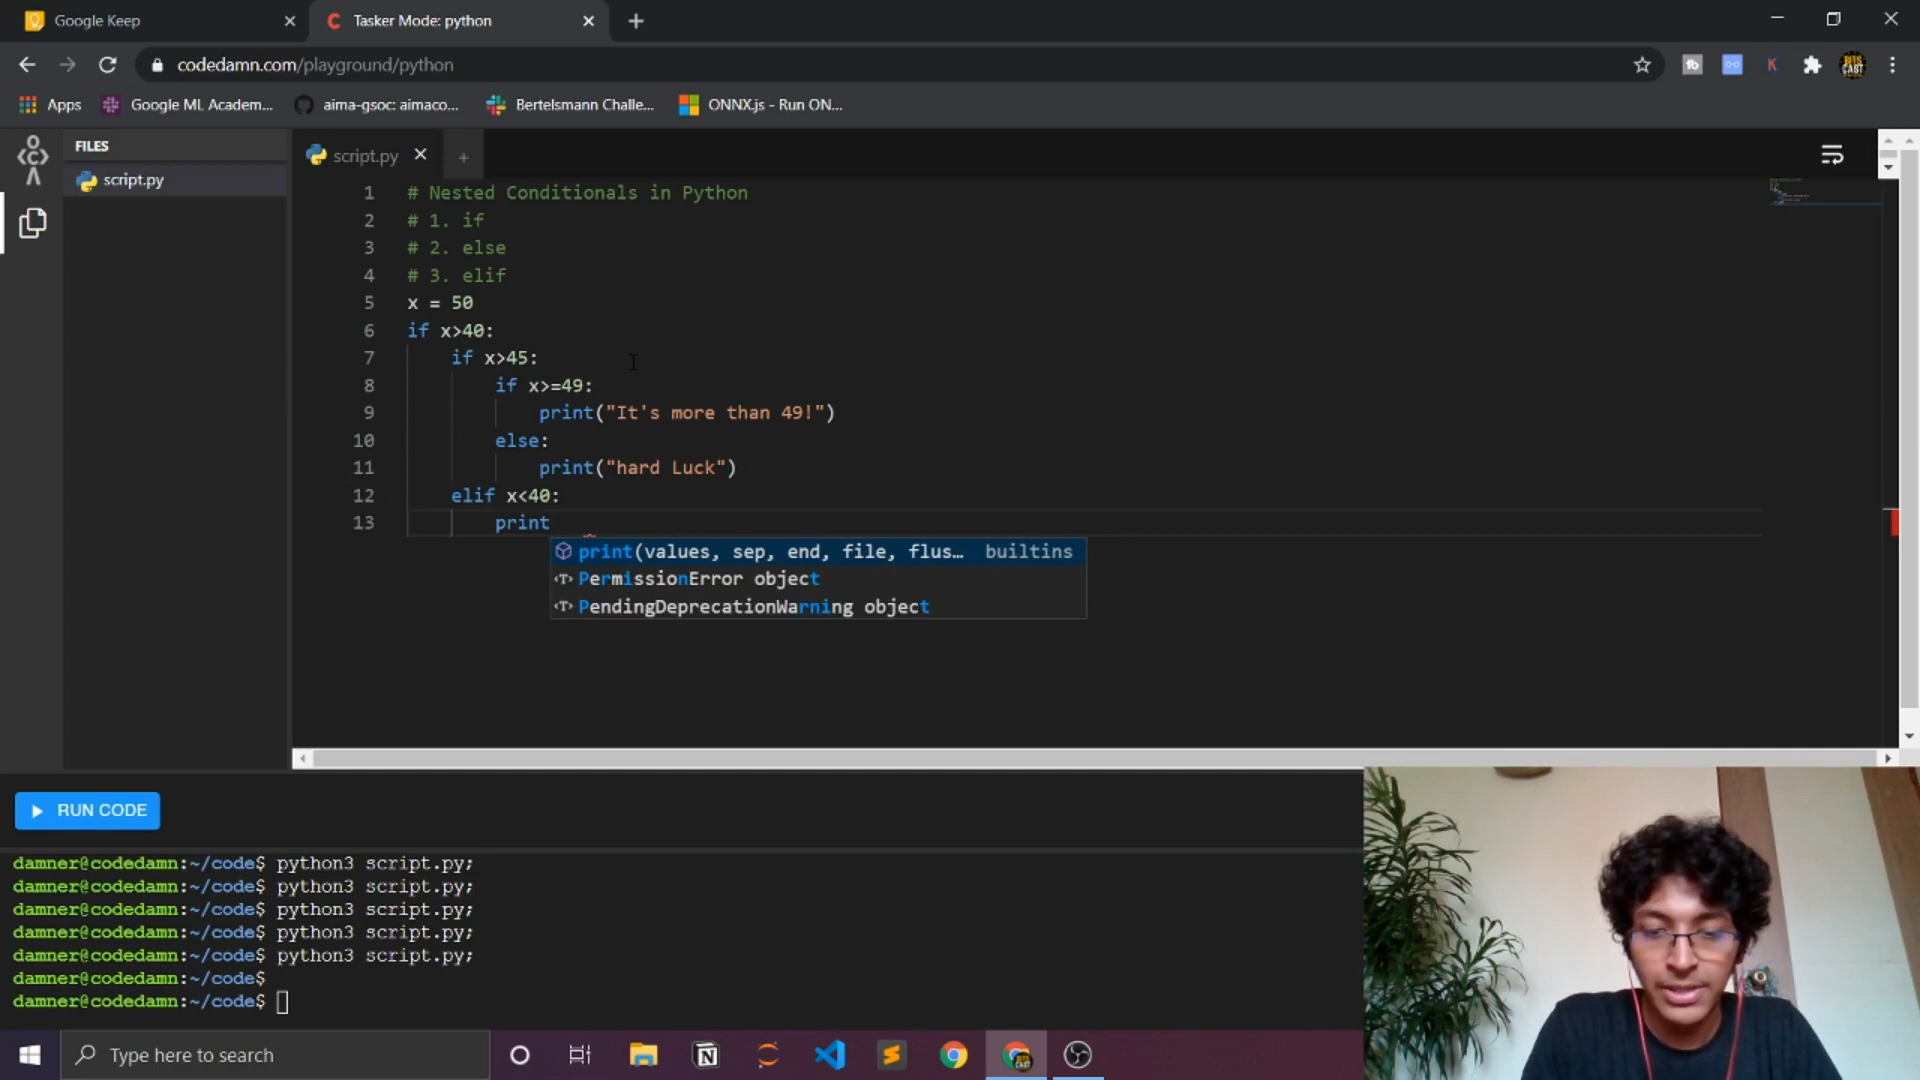 Google Keep
Tasker Mode: python
codedamn.com/playground/python
Apps
Google ML Academ...
aima-gsoc: aimaco...
Bertelsmann Challe...
ONNX.js - Run ON...
FILES
script.py
script.py
1 # Nested Conditionals in Python
2 # 1. if
3 # 2. else
4 # 3. elif
5 x = 50
6 if x>40:
7 if x>45:
8 if x>=49:
9 print("It's more than 49!")
10 else:
11 print("hard Luck")
12 elif x<40:
13 print
print(values, sep, end, file, flus... builtins
PermissionError object
PendingDeprecationWarning object
RUN CODE
damner@codedamn:~/code$ python3 script.py;
damner@codedamn:~/code$ python3 script.py;
damner@codedamn:~/code$ python3 script.py;
damner@codedamn:~/code$ python3 script.py;
damner@codedamn:~/code$ python3 script.py;
damner@codedamn:~/code$
damner@codedamn:~/code$
Type here to search